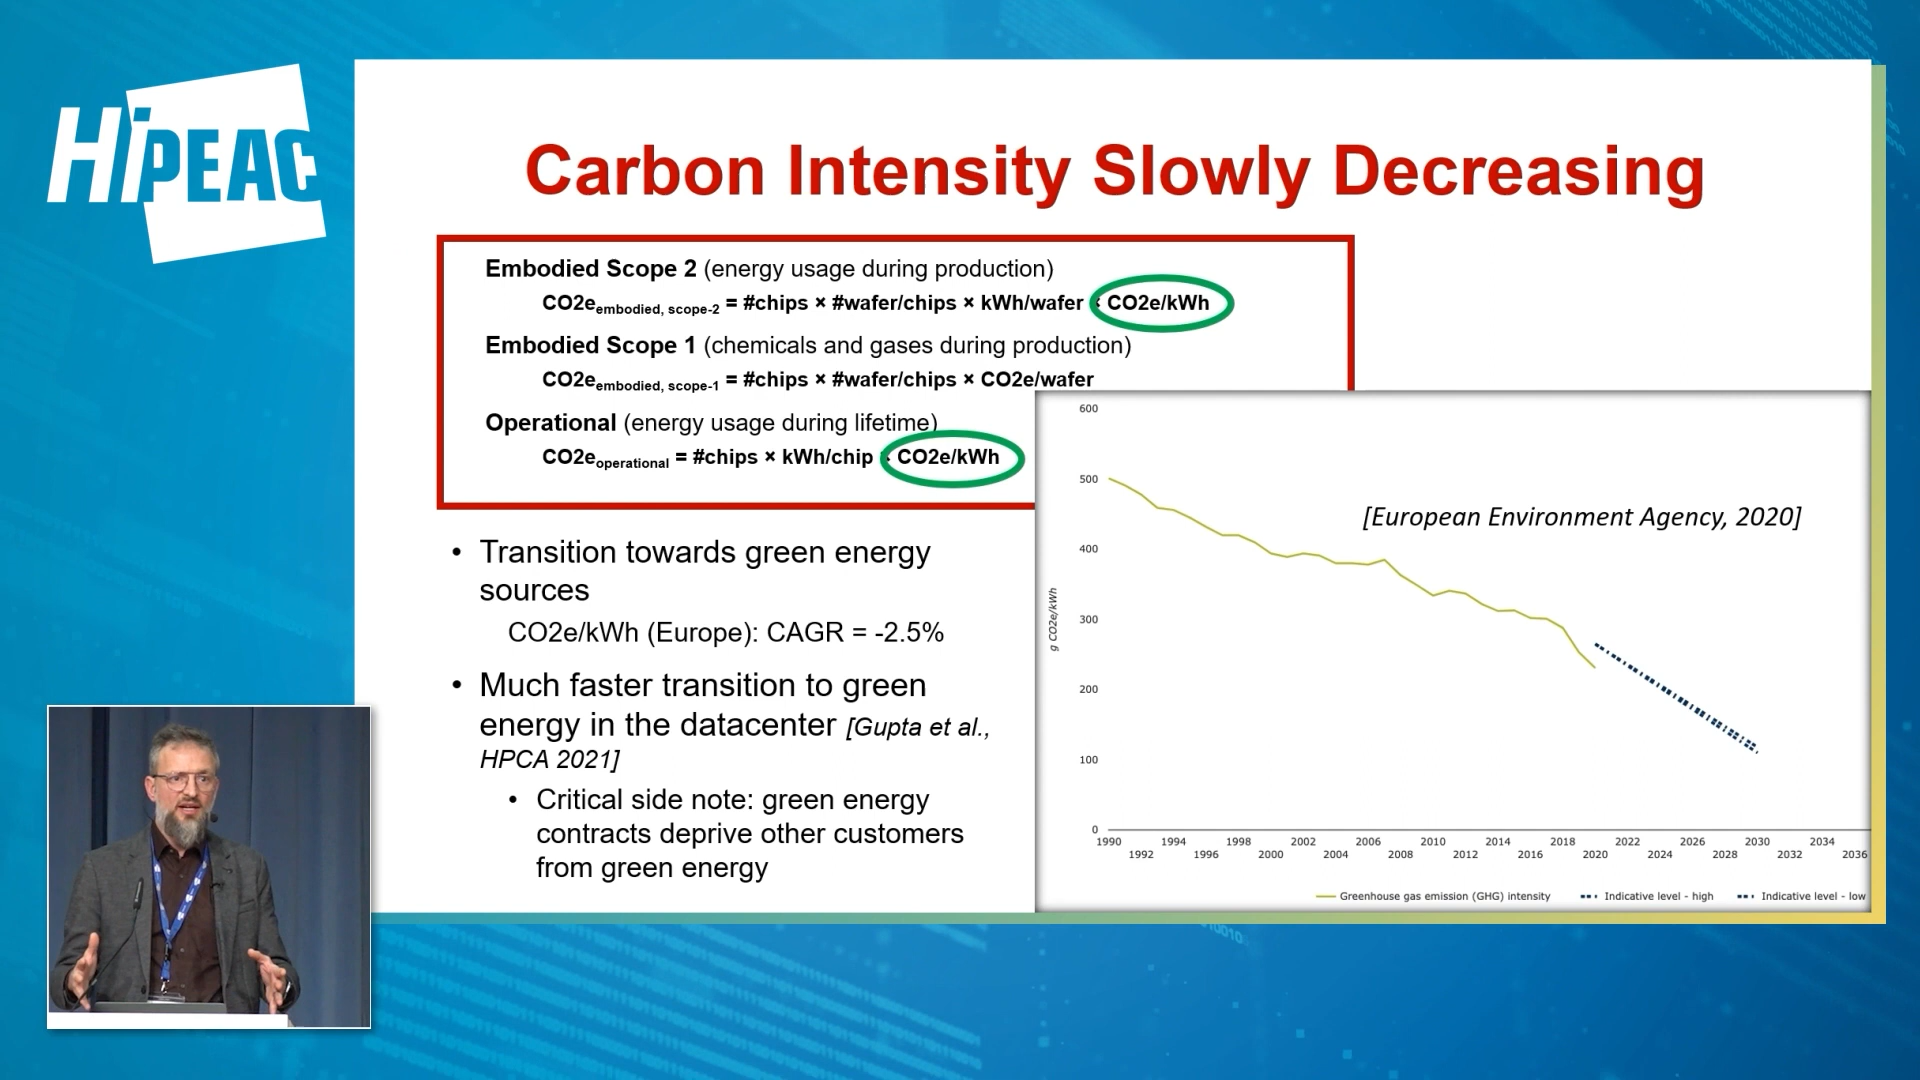 HiPEAC
Carbon Intensity Slowly Decreasing
Embodied Scope 2 (energy usage during production)
CO2e embodied, scope-2 = #chips × #wafer/chips × kWh/wafer × CO2e/kWh
Embodied Scope 1 (chemicals and gases during production)
CO2e embodied, scope-1 = #chips × #wafer/chips × CO2e/wafer
Operational (energy usage during lifetime)
CO2e operational = #chips × kWh/chip × CO2e/kWh
• Transition towards green energy
sources
CO2e/kWh (Europe): CAGR = -2.5%
• Much faster transition to green
energy in the datacenter [Gupta et al.,
HPCA 2021]
• Critical side note: green energy
contracts deprive other customers
from green energy
[European Environment Agency, 2020]
g CO2e/kWh
600
500
400
300
200
100
0
1990 1994 1998 2002 2006 2010 2014 2018 2022 2026 2030 2034
1992 1996 2000 2004 2008 2012 2016 2020 2024 2028 2032 2036
Greenhouse gas emission (GHG) intensity Indicative level - high Indicative level - low